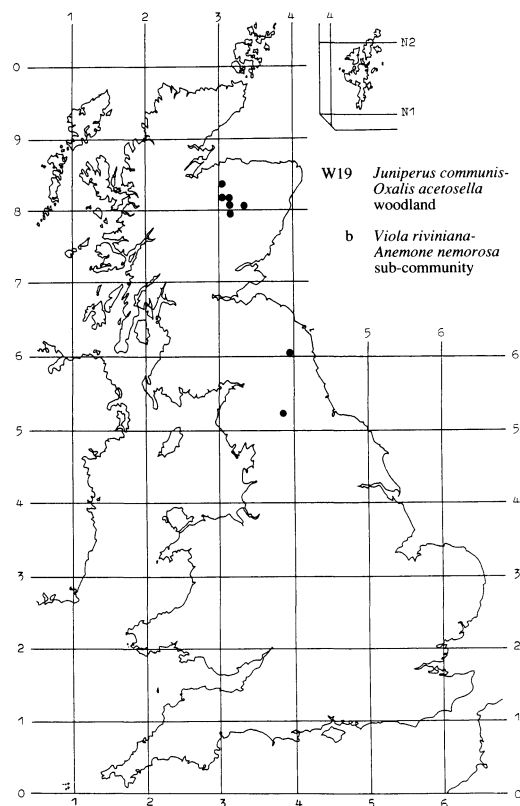 1 2 3 4
0
N2
N1
9
W19 Juniperus communis-
Oxalis acetosella
woodland
8
b Viola riviniana-
Anemone nemorosa
sub-community
7
5 6
6 6
5 5
4 4
3 3
2 2
1 1
0 0
1 2 3 4 5 6